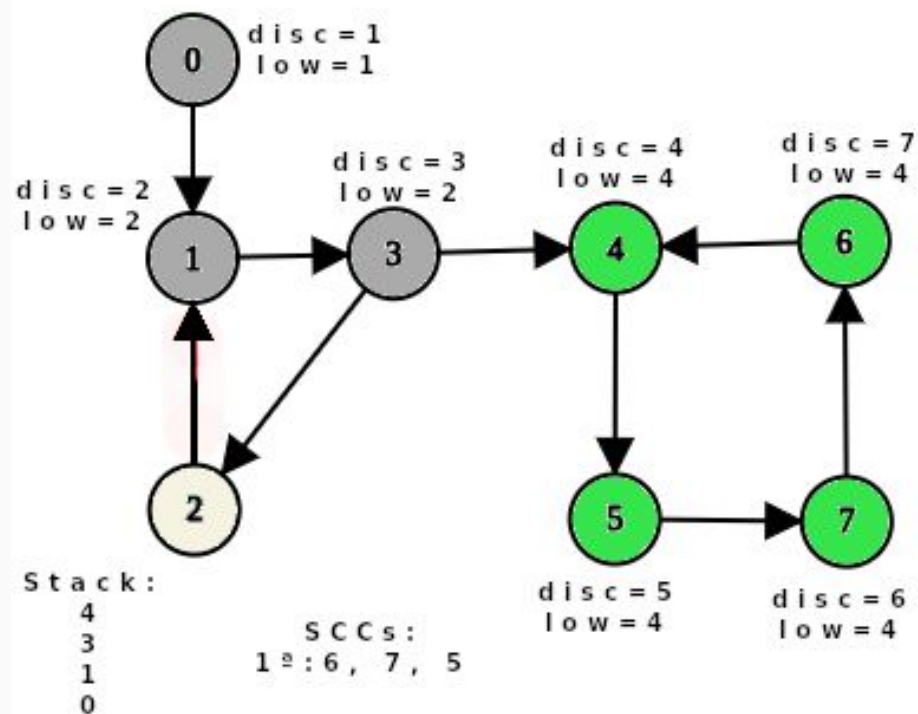 0
disc=1
low=1
disc=2
low=2
1
disc=3
low=2
3
disc=4
low=4
4
disc=7
low=4
6
2
5
disc=5
low=4
7
disc=6
low=4
Stack:
4
3
1
0
SCCs:
1ª:6, 7, 5